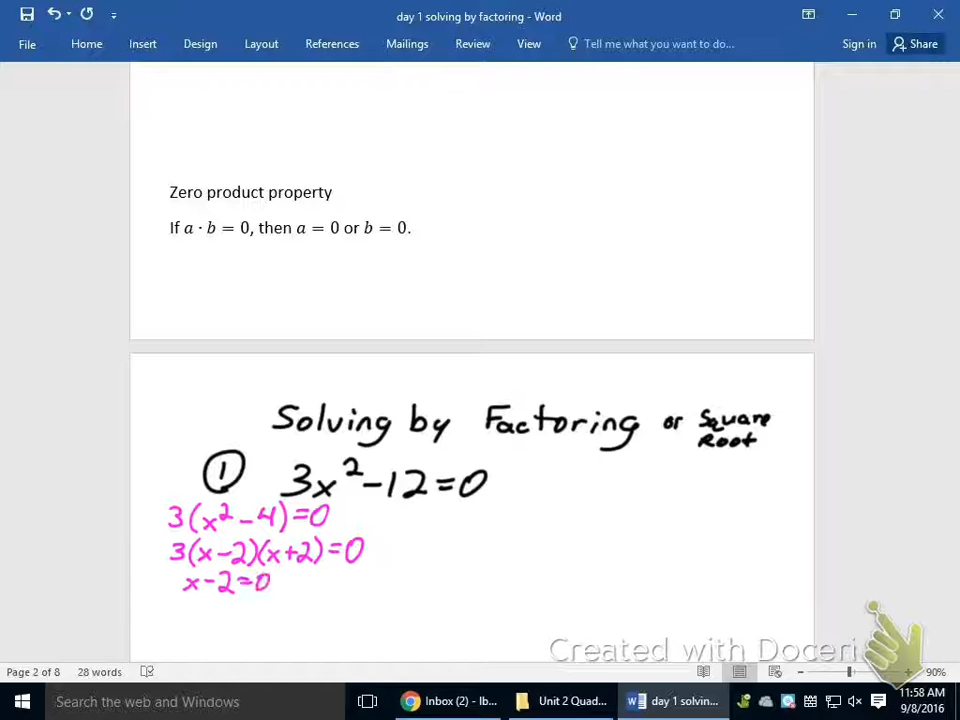 day 1 solving by factoring - Word
File Home Insert Design Layout References Mailings Review View Tell me what you want to do... Sign in Share
Zero product property
If a · b = 0, then a = 0 or b = 0.
Solving by Factoring or Square Root
① 3x²-12=0
3(x²-4)=0
3(x-2)(x+2)=0
x-2=0
Created with Doceri
Page 2 of 8 28 words 90%
Search the web and Windows Inbox (2) - Ib... Unit 2 Quad... day 1 solvin... 11:58 AM
9/8/2016